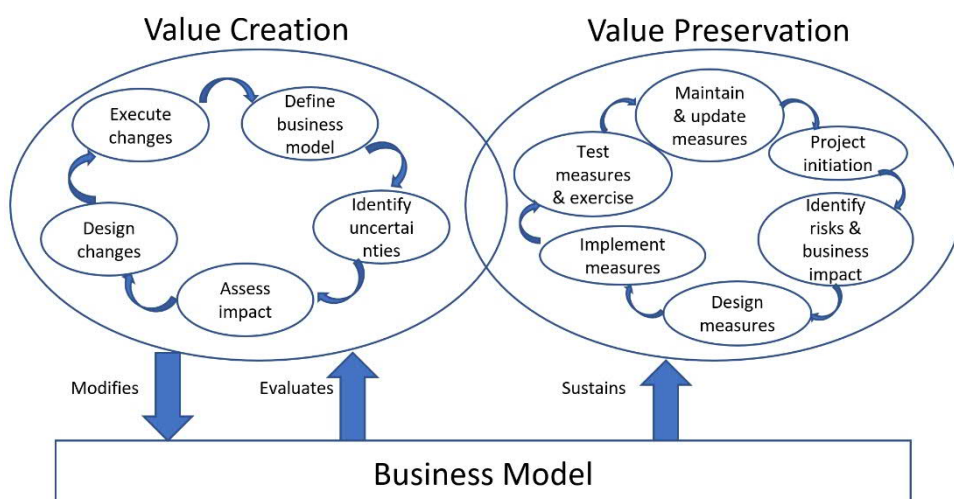 Value Creation
Execute
changes
Define
business
model
Identify
uncertai
nties
Assess
impact
Design
changes
Value Preservation
Maintain
& update
measures
Project
initiation
Identify
risks &
business
impact
Design
measures
Implement
measures
Test
measures
& exercise
Modifies
Evaluates
Sustains
Business Model